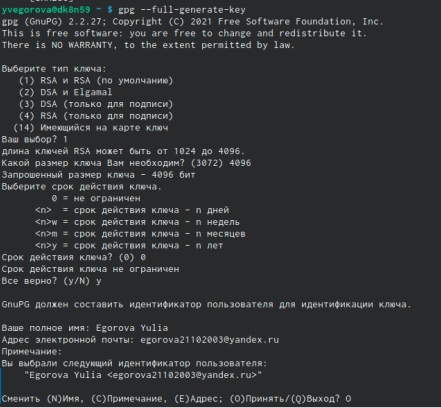 yvegorova@dk8n59 ~ $ gpg --full-generate-key
gpg (GnuPG) 2.2.27; Copyright (C) 2021 Free Software Foundation, Inc.
This is free software: you are free to change and redistribute it.
There is NO WARRANTY, to the extent permitted by law.
Выберите тип ключа:
(1) RSA и RSA (по умолчанию)
(2) DSA и Elgamal
(3) DSA (только для подписи)
(4) RSA (только для подписи)
(14) Имеющийся на карте ключ
Ваш выбор? 1
длина ключей RSA может быть от 1024 до 4096.
Какой размер ключа Вам необходим? (3072) 4096
Запрошенный размер ключа - 4096 бит
Выберите срок действия ключа.
0 = не ограничен
<n> = срок действия ключа - n дней
<n>w = срок действия ключа - n недель
<n>m = срок действия ключа - n месяцев
<n>y = срок действия ключа - n лет
Срок действия ключа? (0) 0
Срок действия ключа не ограничен
Все верно? (y/N) y
GnuPG должен составить идентификатор пользователя для идентификации ключа.
Ваше полное имя: Egorova Yulia
Адрес электронной почты: egorova21102003@yandex.ru
Примечание:
Вы выбрали следующий идентификатор пользователя:
"Egorova Yulia <egorova21102003@yandex.ru>"
Сменить (N)Имя, (C)Примечание, (E)Адрес; (O)Принять/(Q)Выход? O